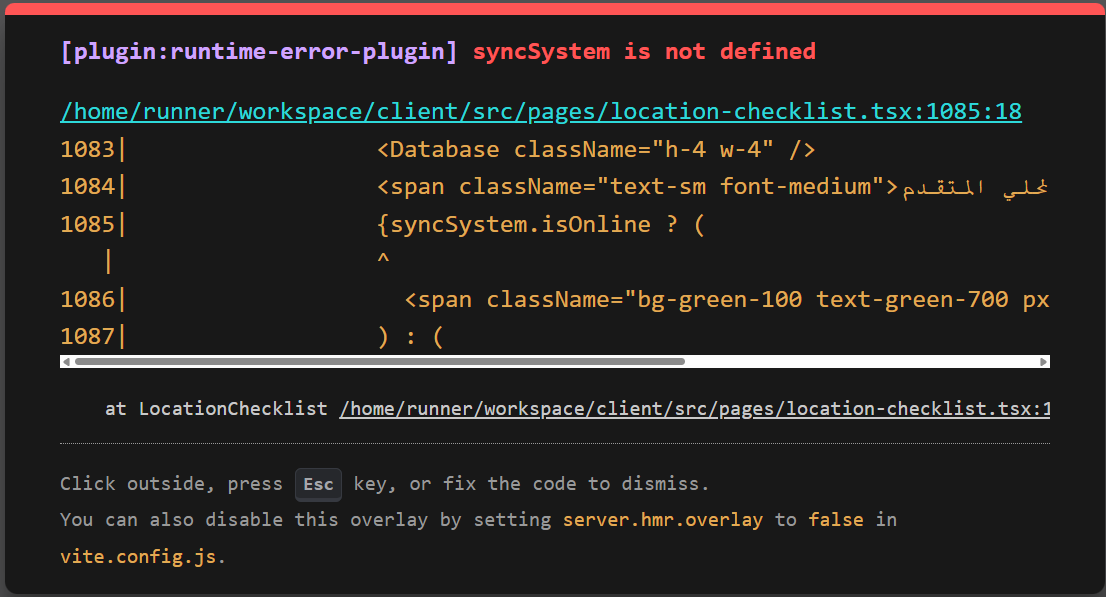 [plugin:runtime-error-plugin] syncSystem is not defined
/home/runner/workspace/client/src/pages/location-checklist.tsx:1085:18
1083|                  <Database className="h-4 w-4" />
1084|                  <span className="text-sm font-medium">المتقدم
1085|                  {syncSystem.isOnline ? (
|                  ^
1086|                    <span className="bg-green-100 text-green-700 px
1087|                  ) : (
at LocationChecklist /home/runner/workspace/client/src/pages/location-checklist.tsx:1
Click outside, press Esc key, or fix the code to dismiss.
You can also disable this overlay by setting server.hmr.overlay to false in
vite.config.js.